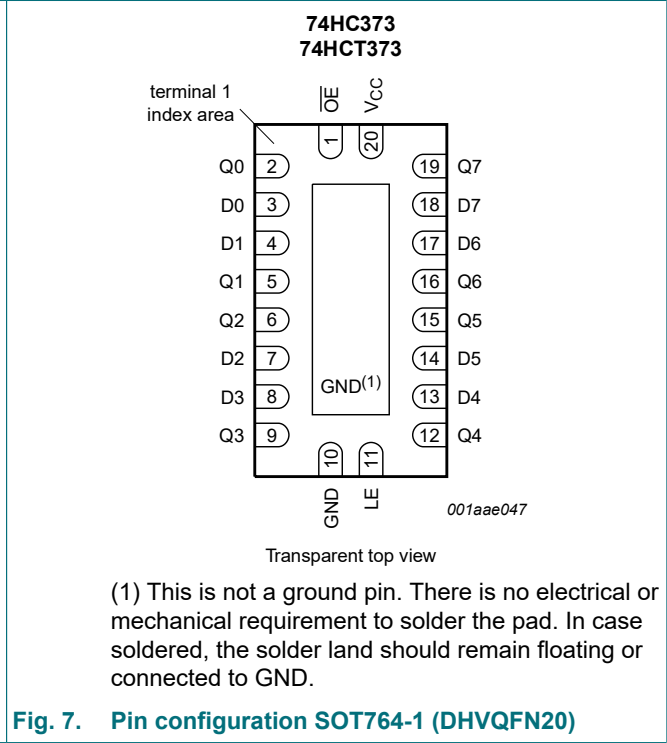 74HC373
74HCT373
terminal 1
index area
OE
VCC
1
20
Q0 2
19 Q7
D0 3
18 D7
D1 4
17 D6
Q1 5
16 Q6
Q2 6
15 Q5
D2 7
14 D5
D3 8
GND(1)
13 D4
Q3 9
12 Q4
10
11
GND
LE
001aae047
Transparent top view
(1) This is not a ground pin. There is no electrical or
mechanical requirement to solder the pad. In case
soldered, the solder land should remain floating or
connected to GND.
Fig. 7. Pin configuration SOT764-1 (DHVQFN20)